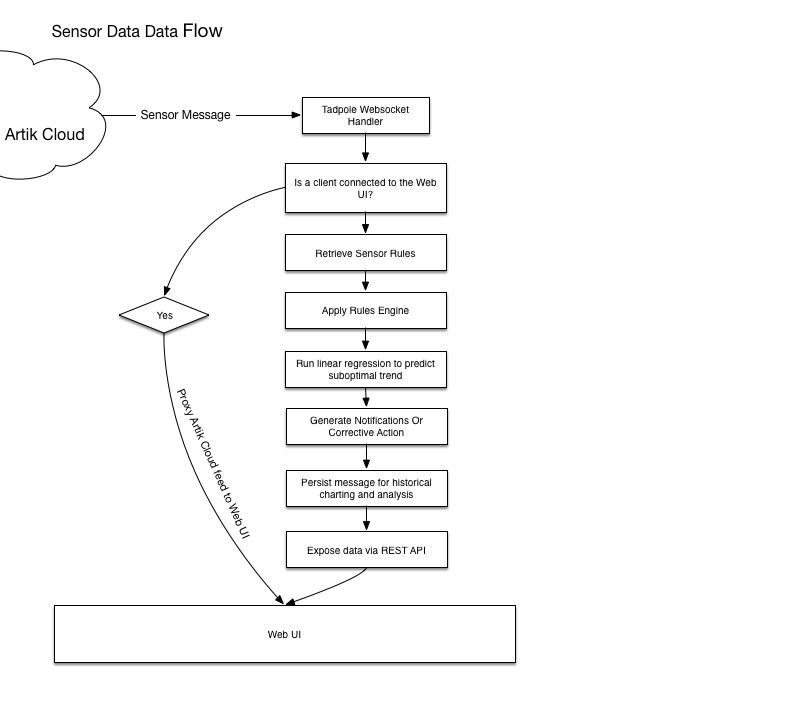 Sensor Data Data Flow
Artik Cloud
Sensor Message
Tadpole Websocket
Handler
Is a client connected to the Web
UI?
Retrieve Sensor Rules
Yes
Apply Rules Engine
Run linear regression to predict
suboptimal trend
Generate Notifications Or
Corrective Action
Proxy Artik Cloud feed to Web UI
Persist message for historical
charting and analysis
Expose data via REST API
Web UI